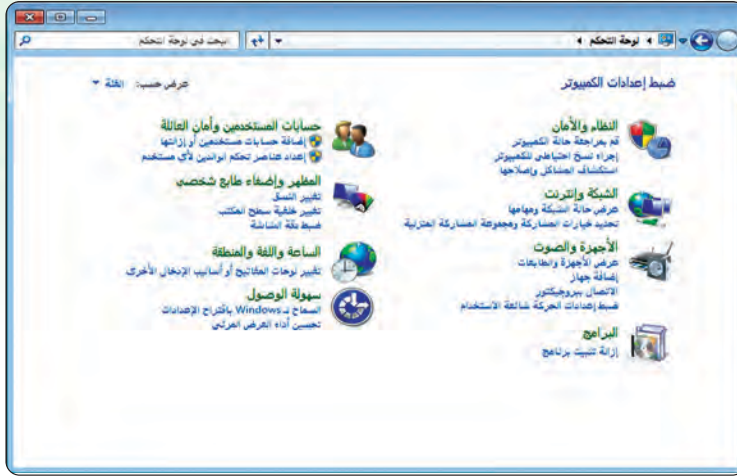 لوحة التحكم
البحث في لوحة التحكم
ضبط إعدادات الكمبيوتر
عرض حسب: الفئة
النظام والأمان
قم بمراجعة حالة الكمبيوتر
إجراء نسخ احتياطي للكمبيوتر
استكشاف المشاكل وإصلاحها
الشبكة وإنترنت
عرض حالة الشبكة ومهامها
تحديد خيارات المشاركة ومجموعة المشاركة المنزلية
الأجهزة والصوت
عرض الأجهزة والطابعات
إضافة جهاز
الاتصال ببروجيكتور
ضبط إعدادات الحركة شائعة الاستخدام
البرامج
إزالة تثبيت برنامج
حسابات المستخدمين وأمان العائلة
إضافة حسابات مستخدمين أو إزالتها
إعداد عناصر تحكم الوالدين لأي مستخدم
المظهر وإضفاء طابع شخصي
تغيير النسق
تغيير خلفية سطح المكتب
ضبط دقة الشاشة
الساعة واللغة والمنطقة
تغيير لوحات المفاتيح أو أساليب الإدخال الأخرى
سهولة الوصول
السماح لـ Windows باقتراح الإعدادات
تحسين أداء العرض المرئي